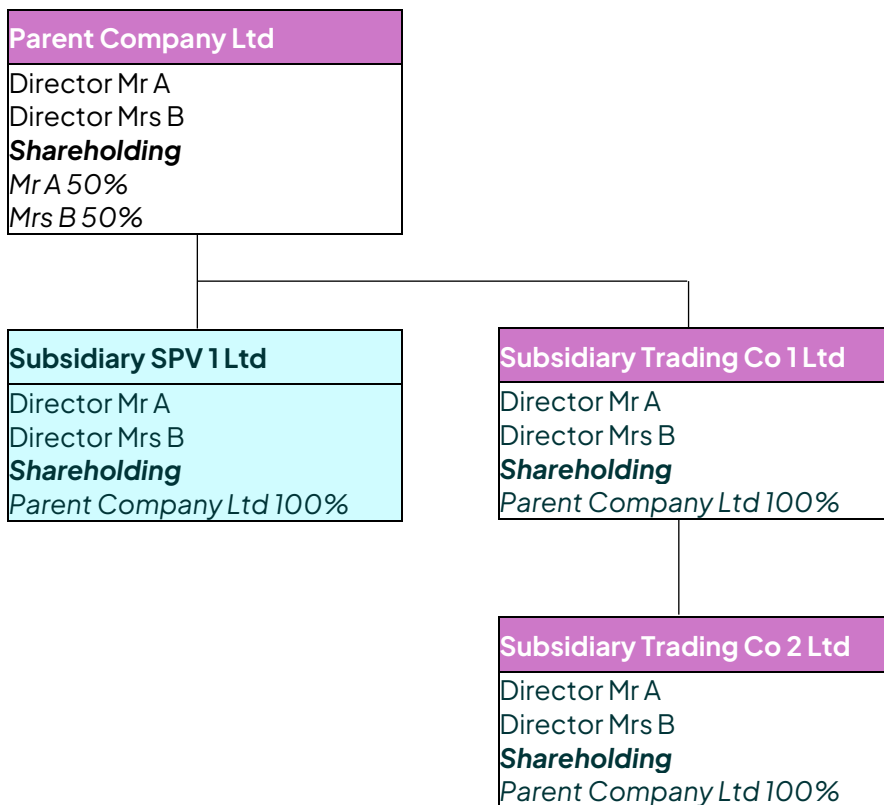 Parent Company Ltd
Director Mr A
Director Mrs B
Shareholding
Mr A 50%
Mrs B 50%
Subsidiary SPV 1 Ltd
Director Mr A
Director Mrs B
Shareholding
Parent Company Ltd 100%
Subsidiary Trading Co 1 Ltd
Director Mr A
Director Mrs B
Shareholding
Parent Company Ltd 100%
Subsidiary Trading Co 2 Ltd
Director Mr A
Director Mrs B
Shareholding
Parent Company Ltd 100%